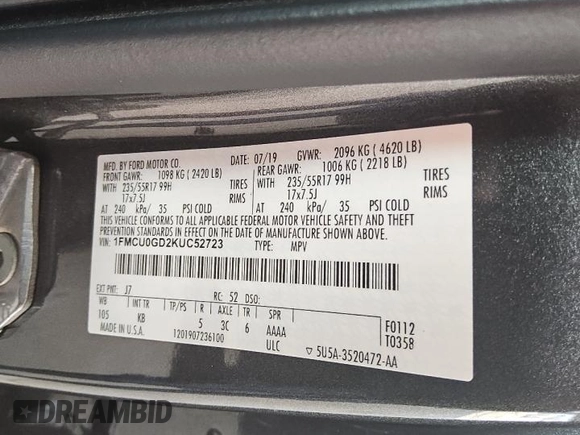 MFD. BY FORD MOTOR CO. DATE: 07/19 GVWR: 2096 KG ( 4620 LB)
FRONT GAWR: 1098 KG ( 2420 LB) REAR GAWR: 1006 KG ( 2218 LB)
WITH 235/55R17 99H TIRES WITH 235/55R17 99H TIRES
17x7.5J RIMS 17x7.5J RIMS
AT 240 kPa/ 35 PSI COLD AT 240 kPa/ 35 PSI COLD
THIS VEHICLE CONFORMS TO ALL APPLICABLE FEDERAL MOTOR VEHICLE SAFETY AND THEFT
PREVENTION STANDARDS IN EFFECT ON THE DATE OF MANUFACTURE SHOWN ABOVE.
VIN: 1FMCU0GD2KUC52723 TYPE: MPV
EXT PNT: J7 RC: 52 DSO:
WB INT TR TP/PS R AXLE TR SPR
105 KB 5 3C 6 AAAA
MADE IN U.S.A. 1201907236100 ULC
F0112
T0358
▽ 5U5A-3520472-AA
DREAMBID